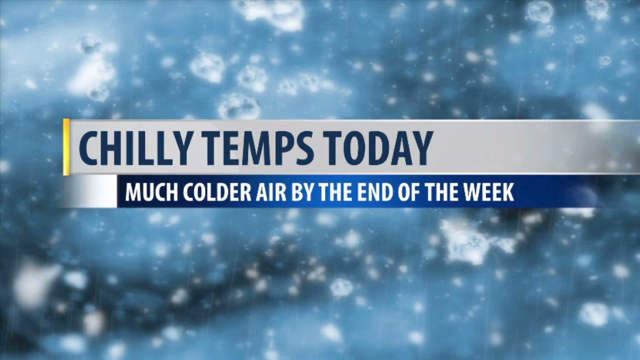 CHILLY TEMPS TODAY
MUCH COLDER AIR BY THE END OF THE WEEK